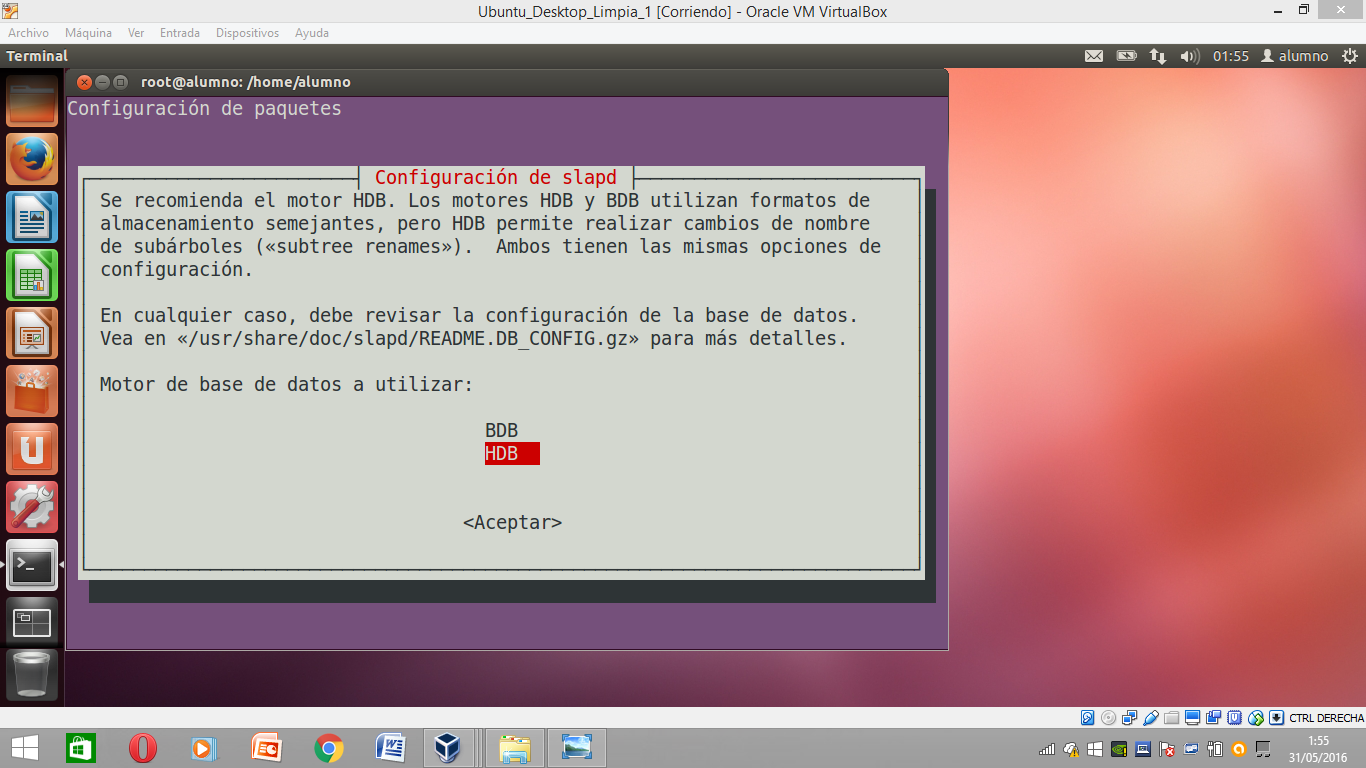 Ubuntu_Desktop_Limpia_1 [Corriendo] - Oracle VM VirtualBox
Archivo Máquina Ver Entrada Dispositivos Ayuda
Terminal 01:55 alumno
root@alumno: /home/alumno
Configuración de paquetes
Configuración de slapd
Se recomienda el motor HDB. Los motores HDB y BDB utilizan formatos de
almacenamiento semejantes, pero HDB permite realizar cambios de nombre
de subárboles («subtree renames»).  Ambos tienen las mismas opciones de
configuración.
En cualquier caso, debe revisar la configuración de la base de datos.
Vea en «/usr/share/doc/slapd/README.DB_CONFIG.gz» para más detalles.
Motor de base de datos a utilizar:
BDB
HDB
<Aceptar>
CTRL DERECHA
1:55
31/05/2016